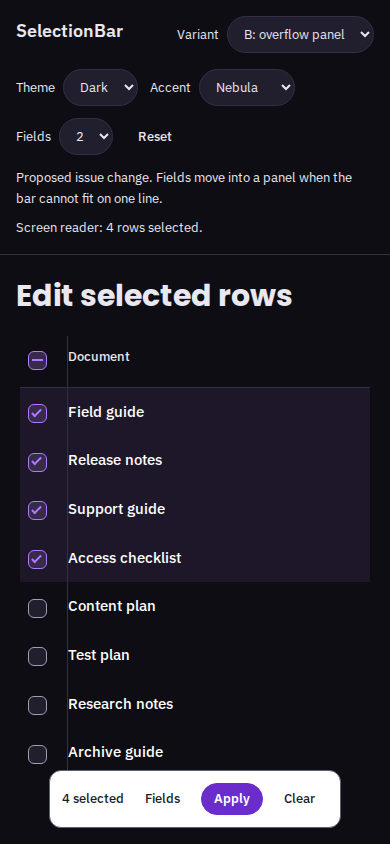 SelectionBar
Variant B: overflow panel
Theme Dark Accent Nebula
Fields 2 Reset
Proposed issue change. Fields move into a panel when the
bar cannot fit on one line.
Screen reader: 4 rows selected.
Edit selected rows
Document
Field guide
Release notes
Support guide
Access checklist
Content plan
Test plan
Research notes
Archive guide
4 selected Fields Apply Clear